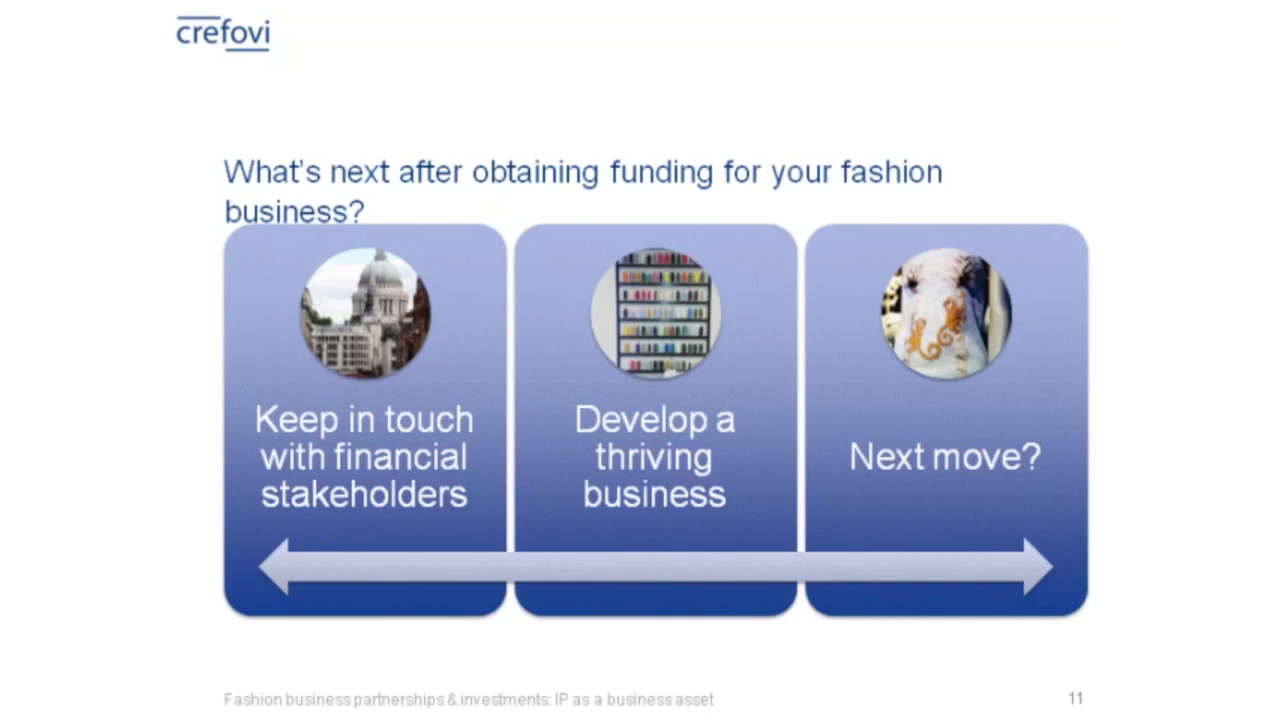 crefovi
What's next after obtaining funding for your fashion
business?
Keep in touch
with financial
stakeholders
Develop a
thriving
business
Next move?
Fashion business partnerships & investments: IP as a business asset
11